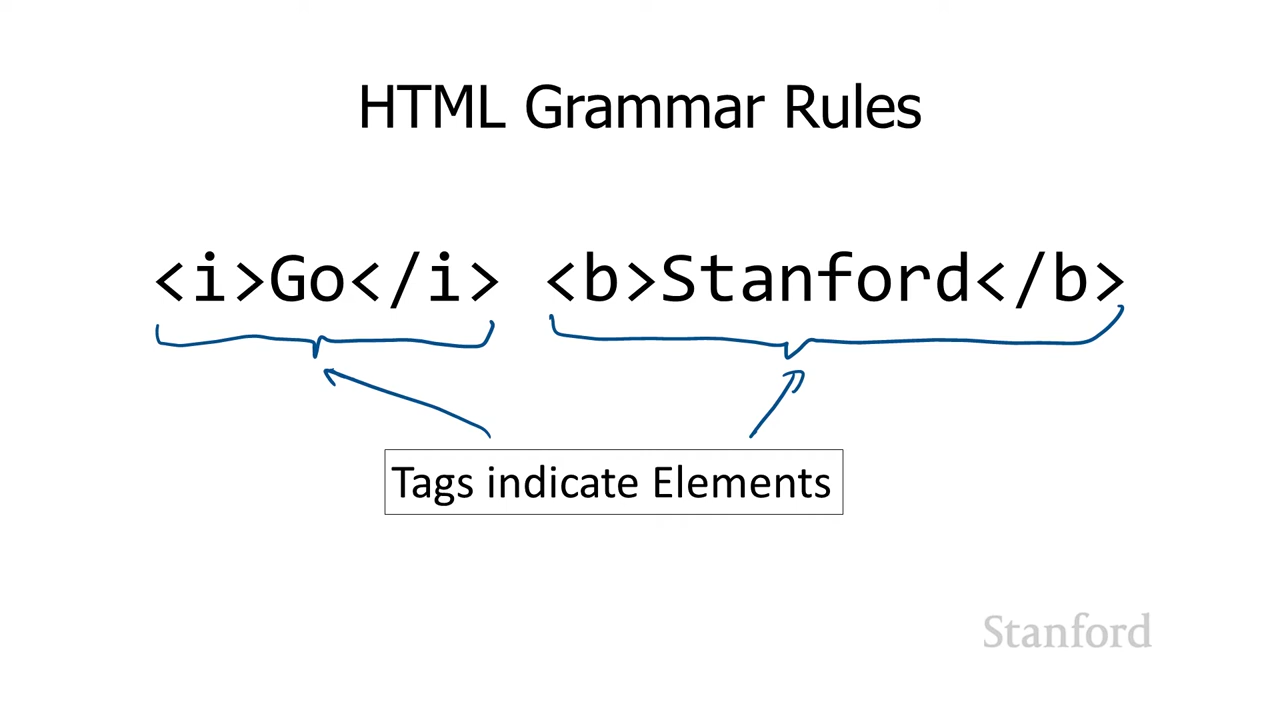 HTML Grammar Rules
<i>Go</i> <b>Stanford</b>
Tags indicate Elements
Stanford